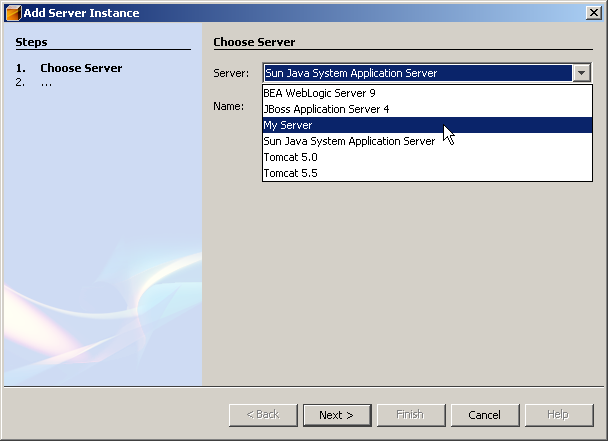 Add Server Instance
Steps
1. Choose Server
2. ...
Choose Server
Server: Sun Java System Application Server
BEA WebLogic Server 9
Name: JBoss Application Server 4
My Server
Sun Java System Application Server
Tomcat 5.0
Tomcat 5.5
< Back Next > Finish Cancel Help